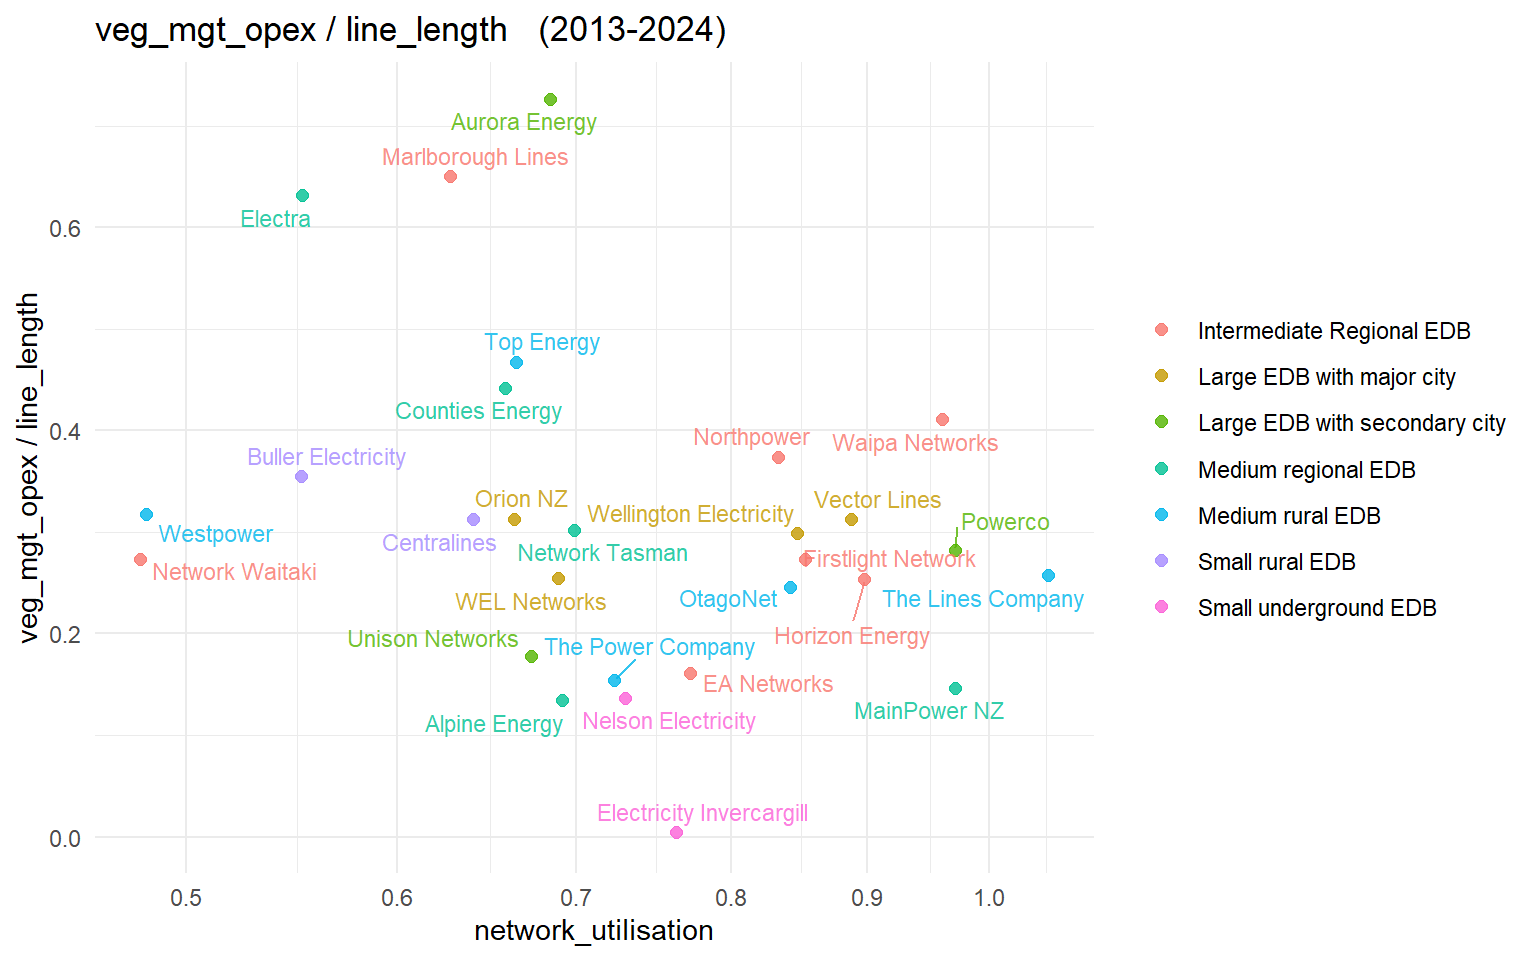 veg_mgt_opex / line_length   (2013-2024)
Aurora Energy
Marlborough Lines
Electra
0.6
Top Energy
Counties Energy
0.4
Northpower
Waipa Networks
Buller Electricity
Orion NZ
Vector Lines
Wellington Electricity
Powerco
Westpower
Centralines
Network Tasman
Firstlight Network
Network Waitaki
WEL Networks
OtagoNet
The Lines Company
0.2
Unison Networks
The Power Company
Horizon Energy
EA Networks
MainPower NZ
Alpine Energy
Nelson Electricity
Electricity Invercargill
0.0
0.5
0.6
0.7
0.8
0.9
1.0
network_utilisation
veg_mgt_opex / line_length
Intermediate Regional EDB
Large EDB with major city
Large EDB with secondary city
Medium regional EDB
Medium rural EDB
Small rural EDB
Small underground EDB